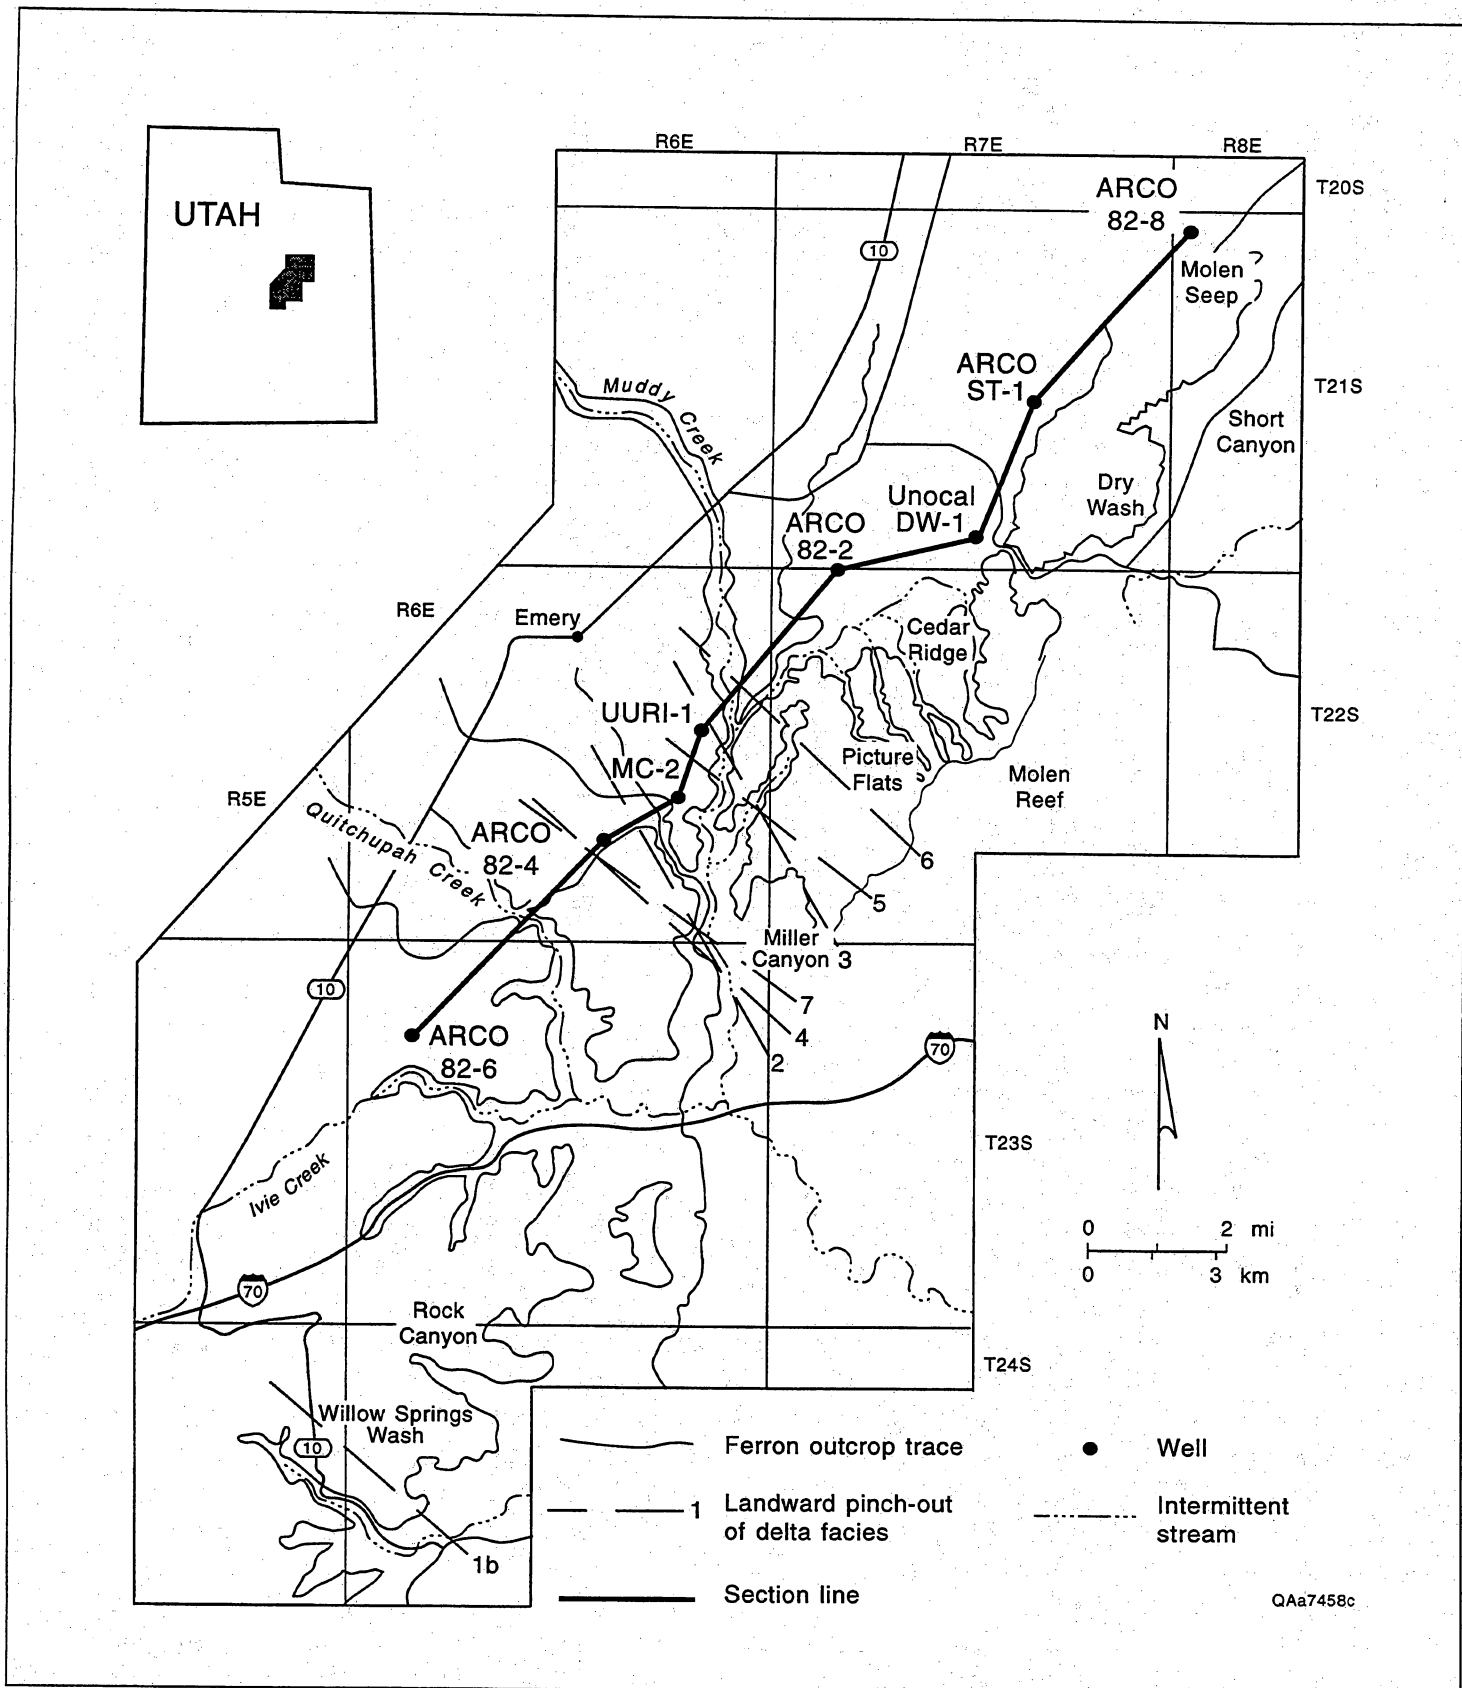 R6E
R7E
R8E
UTAH
T20S
ARCO
82-8
10
Molen
Seep
ARCO
ST-1
T21S
Muddy Creek
Short
Canyon
Dry
Wash
Unocal
DW-1
ARCO
82-2
R6E
Emery
Cedar
Ridge
UURI-1
T22S
MC-2
Picture
Flats
Molen
Reef
R5E
Quitchupah Creek
ARCO
82-4
6
5
Miller
Canyon 3
10
7
4
2
ARCO
82-6
N
70
T23S
Ivie Creek
0 2 mi
0 3 km
70
Rock
Canyon
T24S
Willow Springs
Wash
10
1b
Ferron outcrop trace
Well
1 Landward pinch-out
of delta facies
Intermittent
stream
Section line
QAa7458c